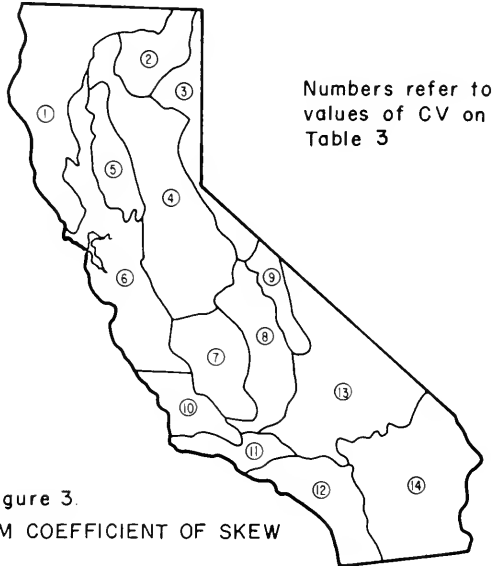 Numbers refer to
values of CV on
Table 3
2
3
1
5
4
6
9
8
7
13
10
11
14
12
gure 3.
M COEFFICIENT OF SKEW